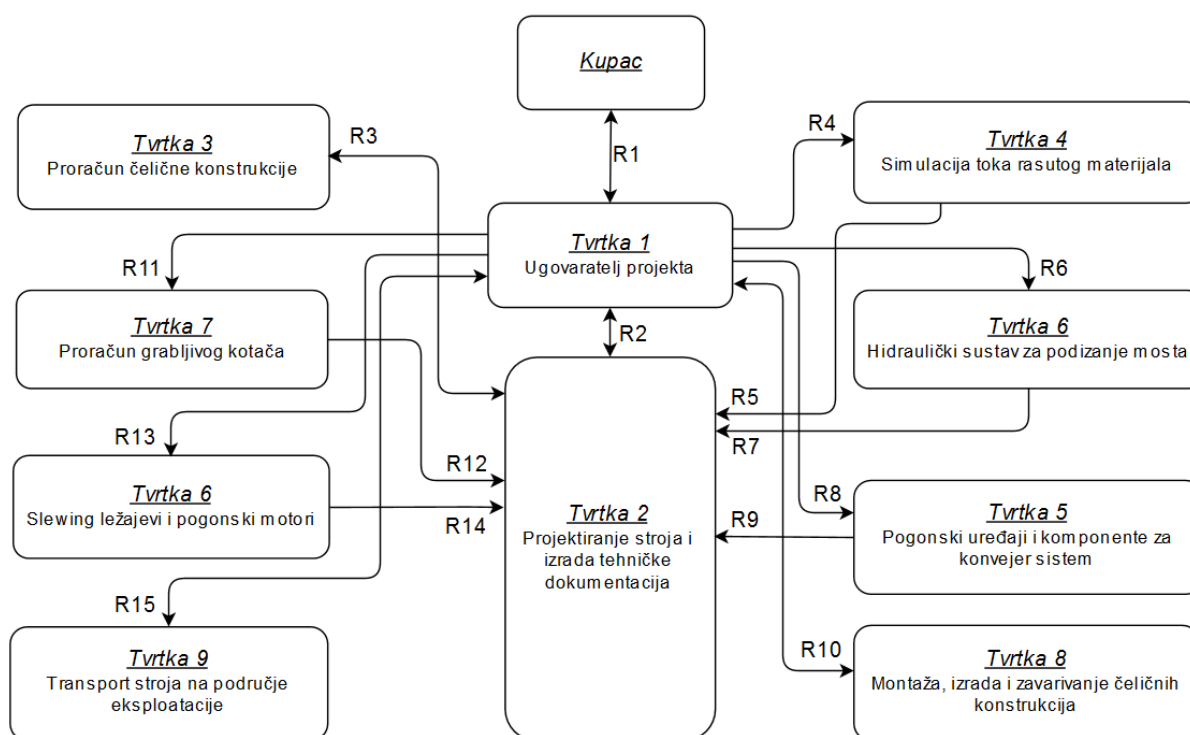 Kupac
R1
Tvrtka 3
Proračun čelične konstrukcije
R3
R4
Tvrtka 4
Simulacija toka rasutog materijala
Tvrtka 1
Ugovaratelj projekta
R11
R6
R2
Tvrtka 7
Proračun grabljivog kotača
Tvrtka 6
Hidraulički sustav za podizanje mosta
R5
R7
R13
R12
R8
Tvrtka 6
Slewing ležajevi i pogonski motori
R14
Tvrtka 2
Projektiranje stroja i
izrada tehničke
dokumentacija
R9
Tvrtka 5
Pogonski uređaji i komponente za
konvejer sistem
R15
R10
Tvrtka 9
Transport stroja na područje
eksploatacije
Tvrtka 8
Montaža, izrada i zavarivanje čeličnih
konstrukcija